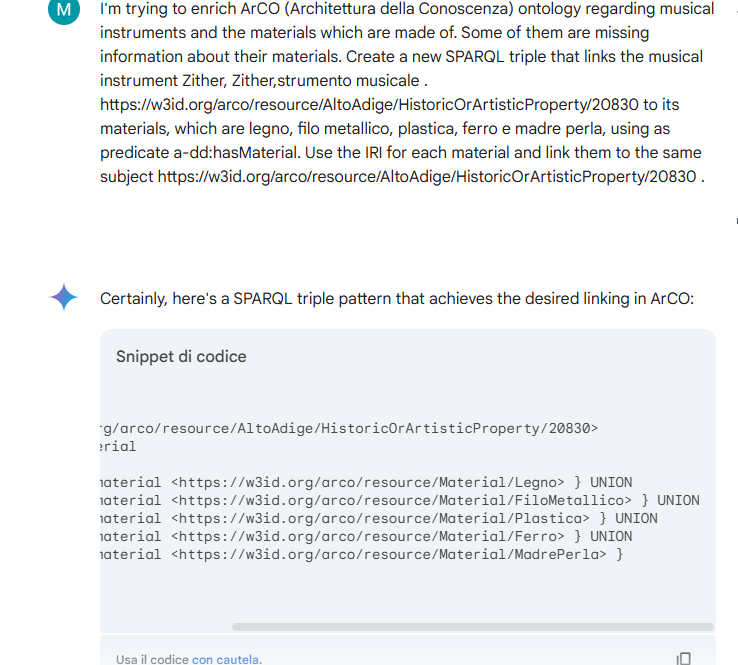 M
I'm trying to enrich ArCO (Architettura della Conoscenza) ontology regarding musical
instruments and the materials which are made of. Some of them are missing
information about their materials. Create a new SPARQL triple that links the musical
instrument Zither, Zither,strumento musicale .
https://w3id.org/arco/resource/AltoAdige/HistoricOrArtisticProperty/20830 to its
materials, which are legno, filo metallico, plastica, ferro e madre perla, using as
predicate a-dd:hasMaterial. Use the IRI for each material and link them to the same
subject https://w3id.org/arco/resource/AltoAdige/HistoricOrArtisticProperty/20830 .
Certainly, here's a SPARQL triple pattern that achieves the desired linking in ArCO:
Snippet di codice
rg/arco/resource/AltoAdige/HistoricOrArtisticProperty/20830>
erial
material <https://w3id.org/arco/resource/Material/Legno> } UNION
material <https://w3id.org/arco/resource/Material/FiloMetallico> } UNION
material <https://w3id.org/arco/resource/Material/Plastica> } UNION
material <https://w3id.org/arco/resource/Material/Ferro> } UNION
material <https://w3id.org/arco/resource/Material/MadrePerla> }
Usa il codice con cautela.